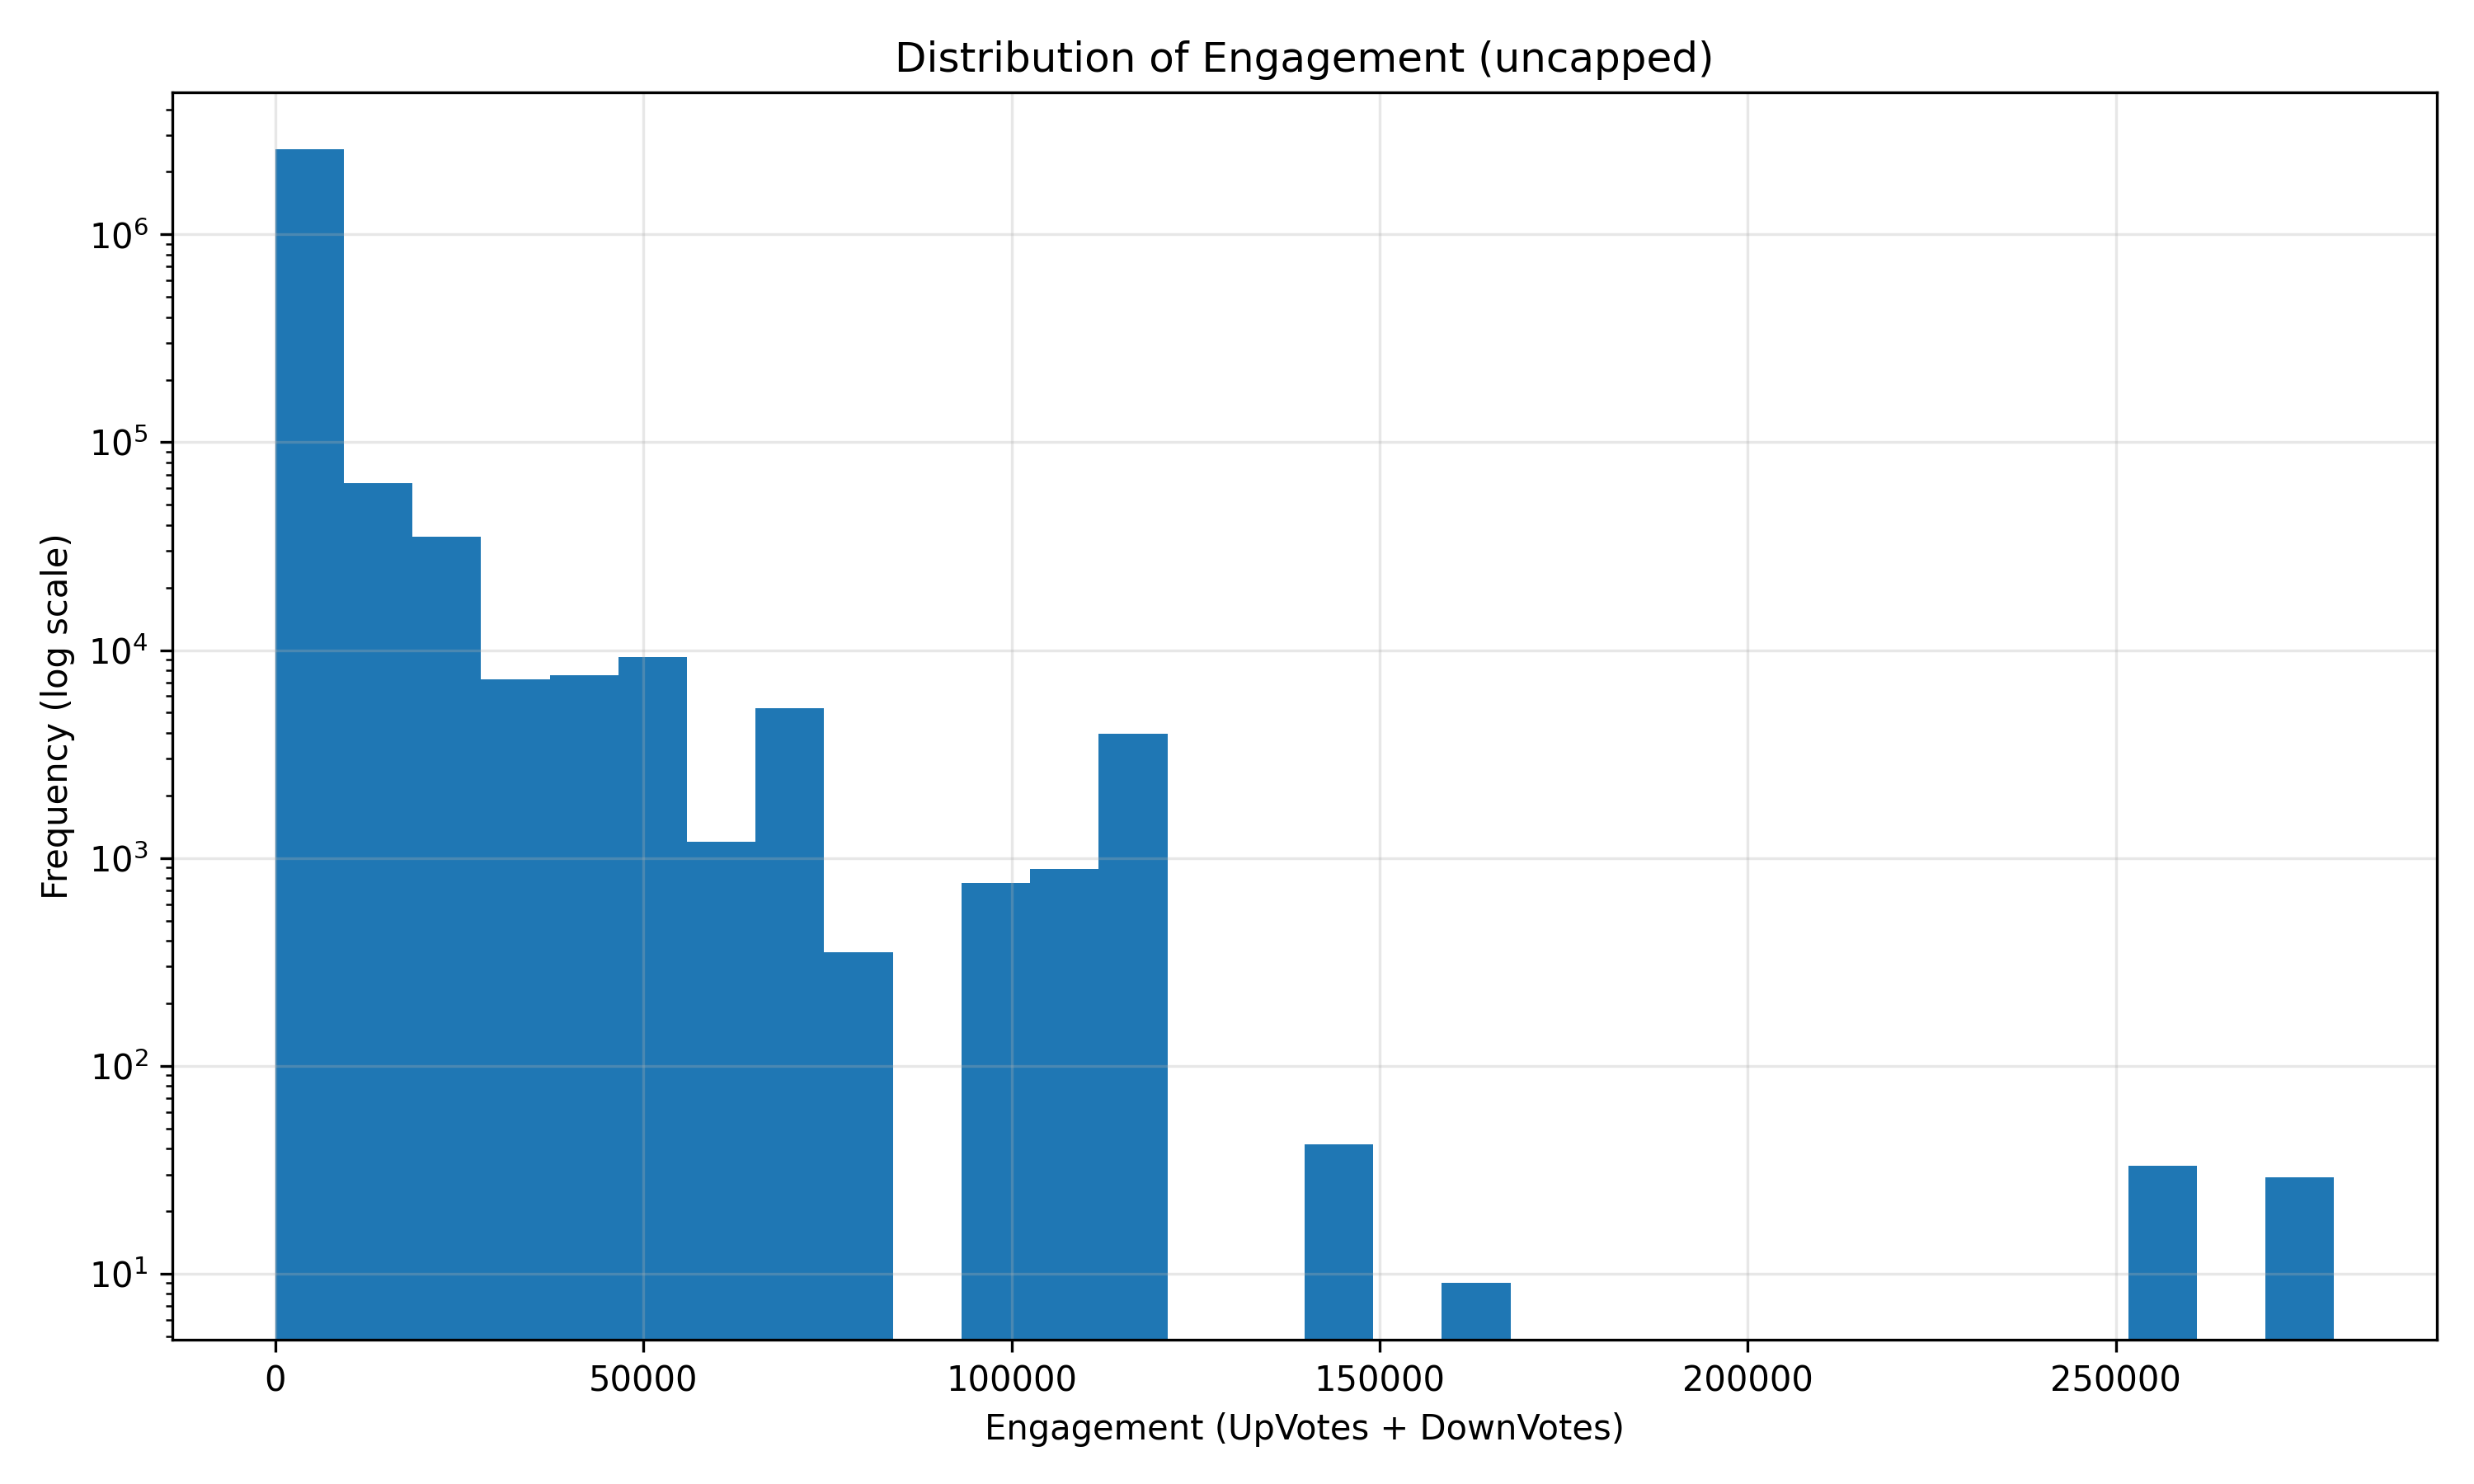 Distribution of Engagement (uncapped)
Frequency (log scale)
10⁶
10⁵
10⁴
10³
10²
10¹
0 50000 100000 150000 200000 250000
Engagement (UpVotes + DownVotes)